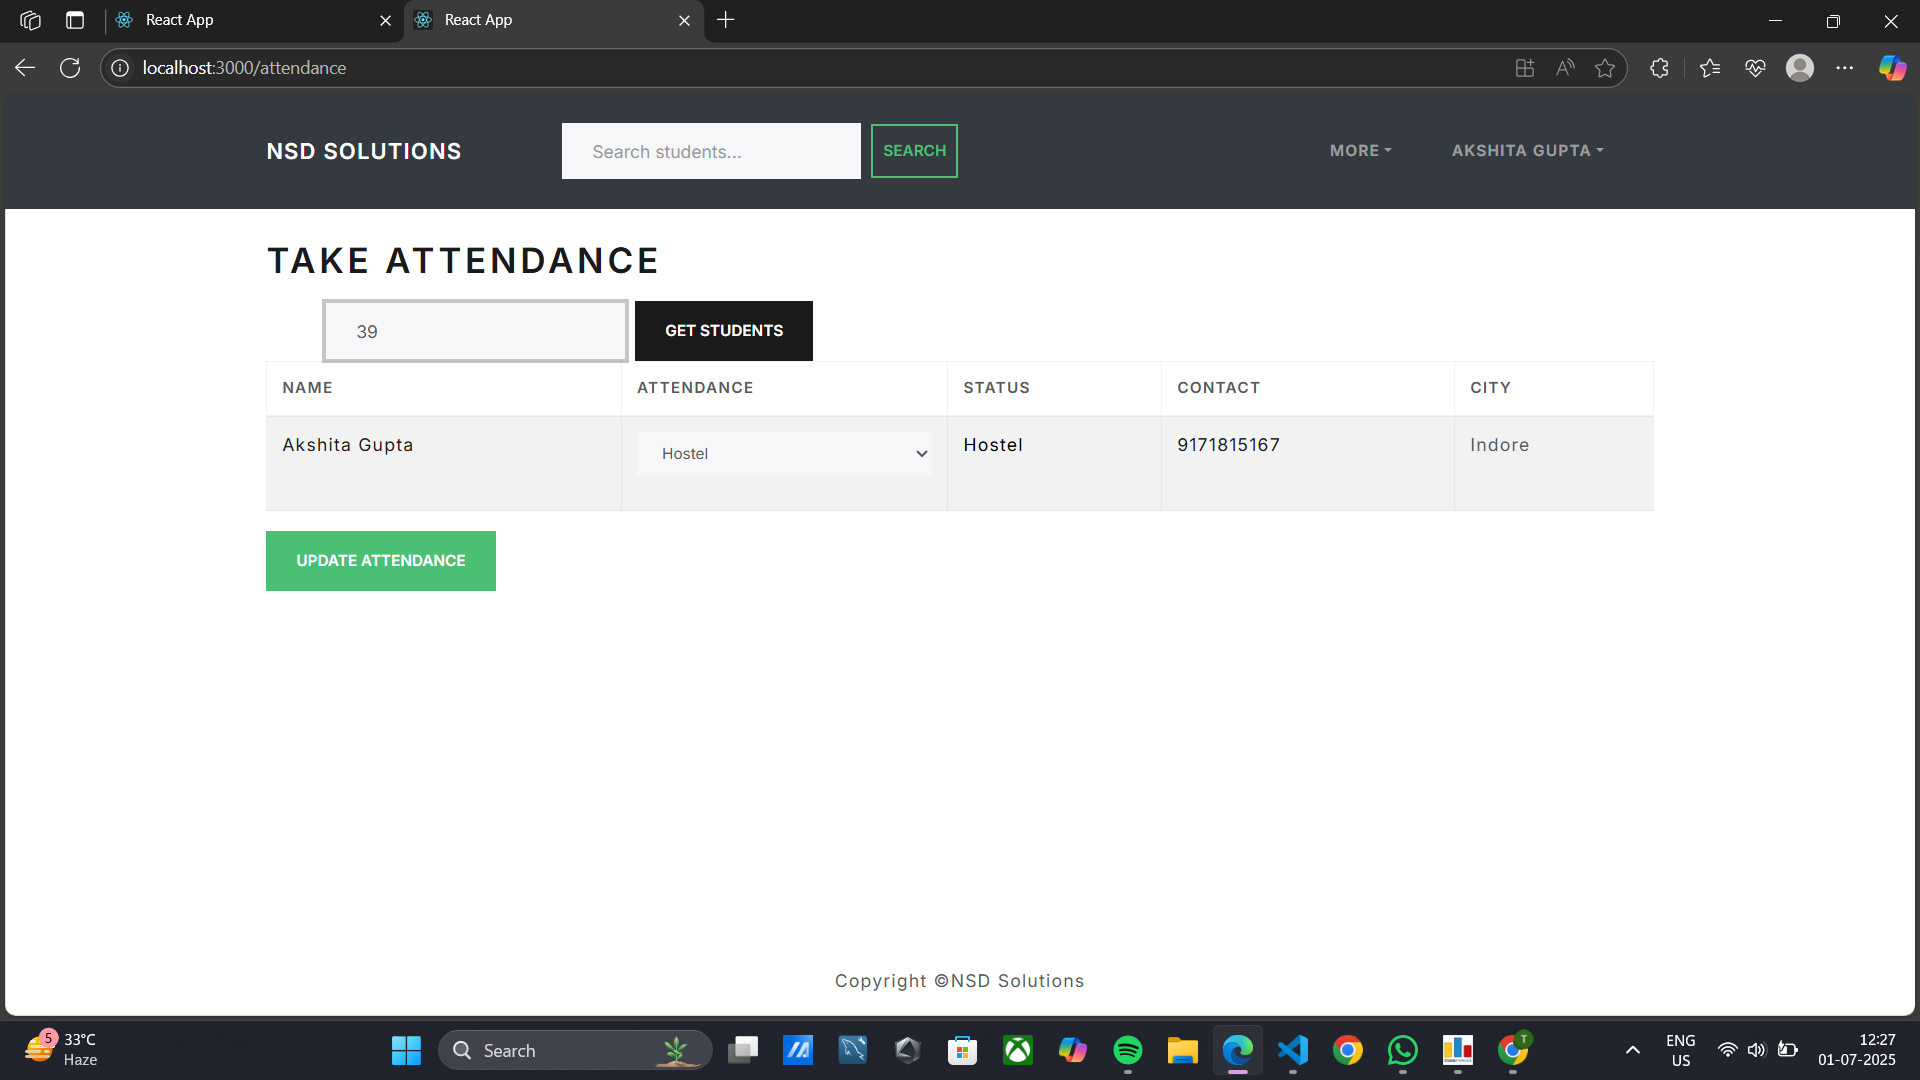 React App
React App
localhost:3000/attendance
NSD SOLUTIONS
Search students...
SEARCH
MORE
AKSHITA GUPTA
TAKE ATTENDANCE
39
GET STUDENTS
NAME ATTENDANCE STATUS CONTACT CITY
Akshita Gupta Hostel Hostel 9171815167 Indore
UPDATE ATTENDANCE
Copyright ©NSD Solutions
5
33°C
Haze
Search
T
ENG
US
12:27
01-07-2025